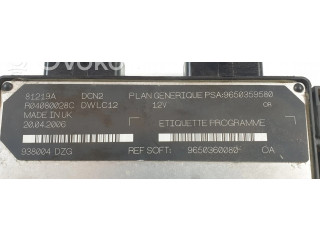 81219A DCN2 PLAN GENERIQUE PSA:9650359580
R04080028C DWLC12 12V CR
MADE IN UK
20.04.2006 ETIQUETTE PROGRAMME
938004 DZG REF SOFT: 9650360080 OA